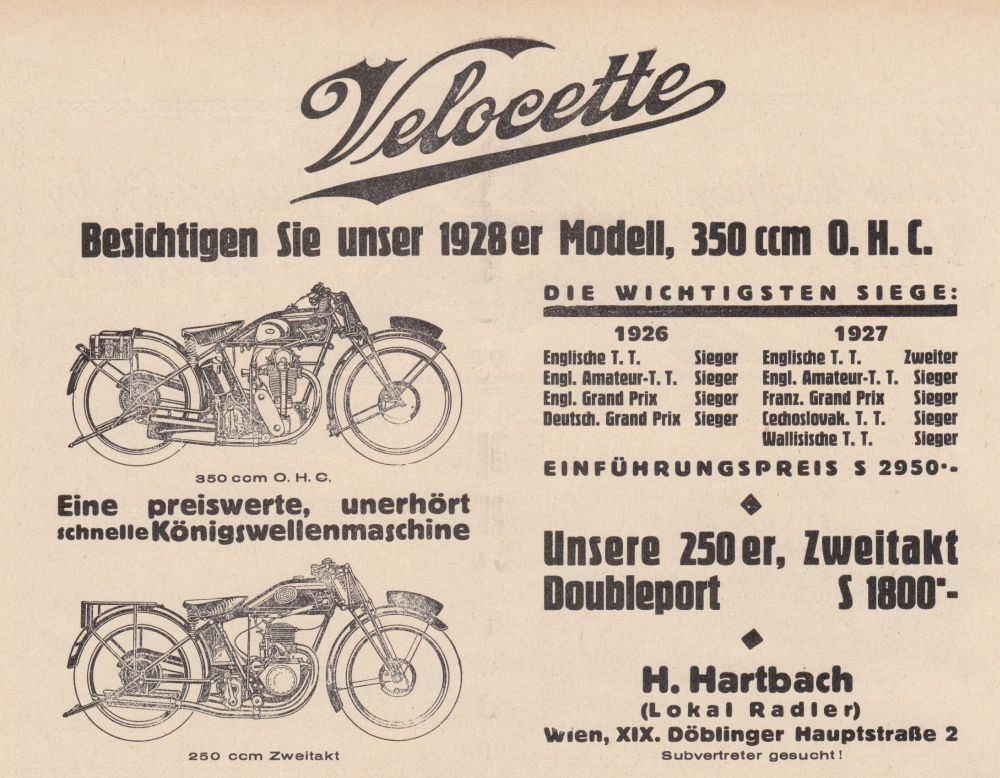 Velocette
Besichtigen Sie unser 1928er Modell, 350 ccm O. H. C.
350 ccm O. H. C.
Eine preiswerte, unerhört
schnelle Königswellenmaschine
250 ccm Zweitakt
DIE WICHTIGSTEN SIEGE:
1926
Englische T. T. Sieger
Engl. Amateur-T. T. Sieger
Engl. Grand Prix Sieger
Deutsch. Grand Prix Sieger
1927
Englische T. T. Zweiter
Engl. Amateur-T. T. Sieger
Franz. Grand Prix Sieger
Cechoslovak. T. T. Sieger
Wallisische T. T. Sieger
EINFÜHRUNGSPREIS S 2950·-
Unsere 250er, Zweitakt
Doubleport S 1800·-
H. Hartbach
(Lokal Radler)
Wien, XIX. Döblinger Hauptstraße 2
Subvertreter gesucht!